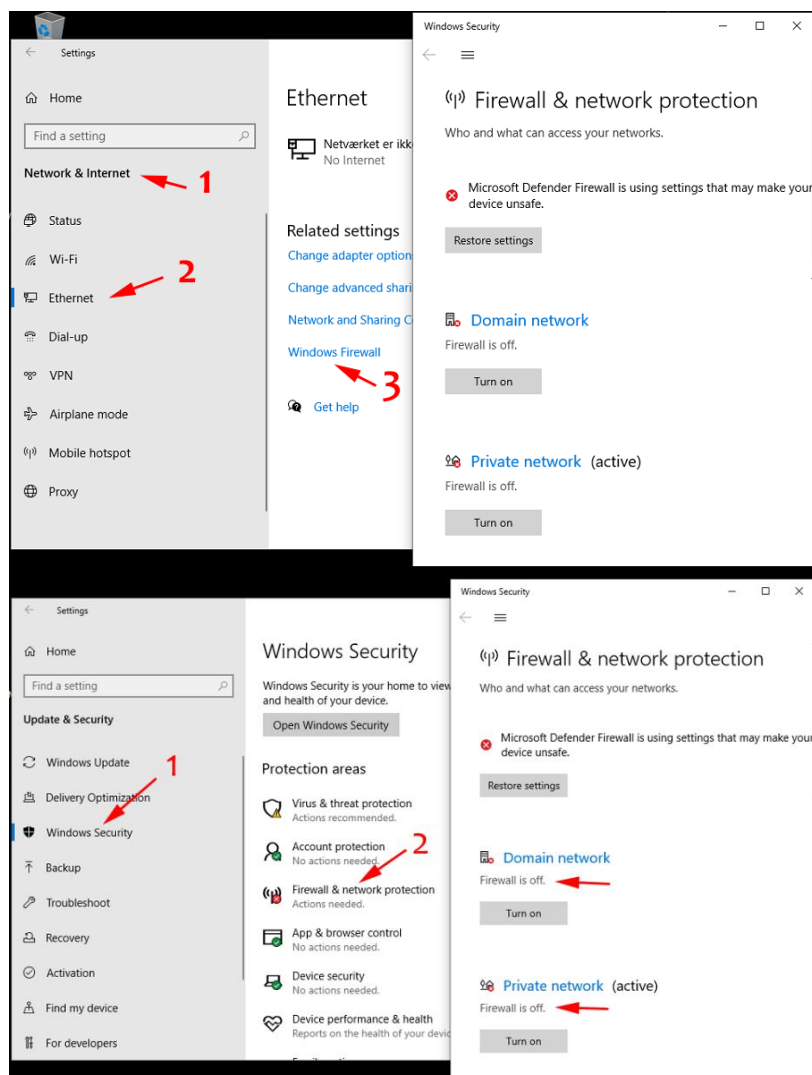 Settings
Home
Find a setting
Network & Internet
1
Status
Wi-Fi
2
Ethernet
Dial-up
VPN
Airplane mode
Mobile hotspot
Proxy
Ethernet
Netværket er ikk
No Internet
Related settings
Change adapter option
Change advanced shari
Network and Sharing C
Windows Firewall
3
Get help
Windows Security
Firewall & network protection
Who and what can access your networks.
Microsoft Defender Firewall is using settings that may make your
device unsafe.
Restore settings
Domain network
Firewall is off.
Turn on
Private network (active)
Firewall is off.
Turn on
Settings
Home
Find a setting
Update & Security
Windows Update
1
Delivery Optimization
Windows Security
Backup
Troubleshoot
Recovery
Activation
Find my device
For developers
Windows Security
Windows Security is your home to view
and health of your device.
Open Windows Security
Protection areas
Virus & threat protection
Actions recommended.
Account protection
No actions needed.
2
Firewall & network protection
Actions needed.
App & browser control
No actions needed.
Device security
No actions needed.
Device performance & health
Reports on the health of your devic
Windows Security
Firewall & network protection
Who and what can access your networks.
Microsoft Defender Firewall is using settings that may make your
device unsafe.
Restore settings
Domain network
Firewall is off.
Turn on
Private network (active)
Firewall is off.
Turn on